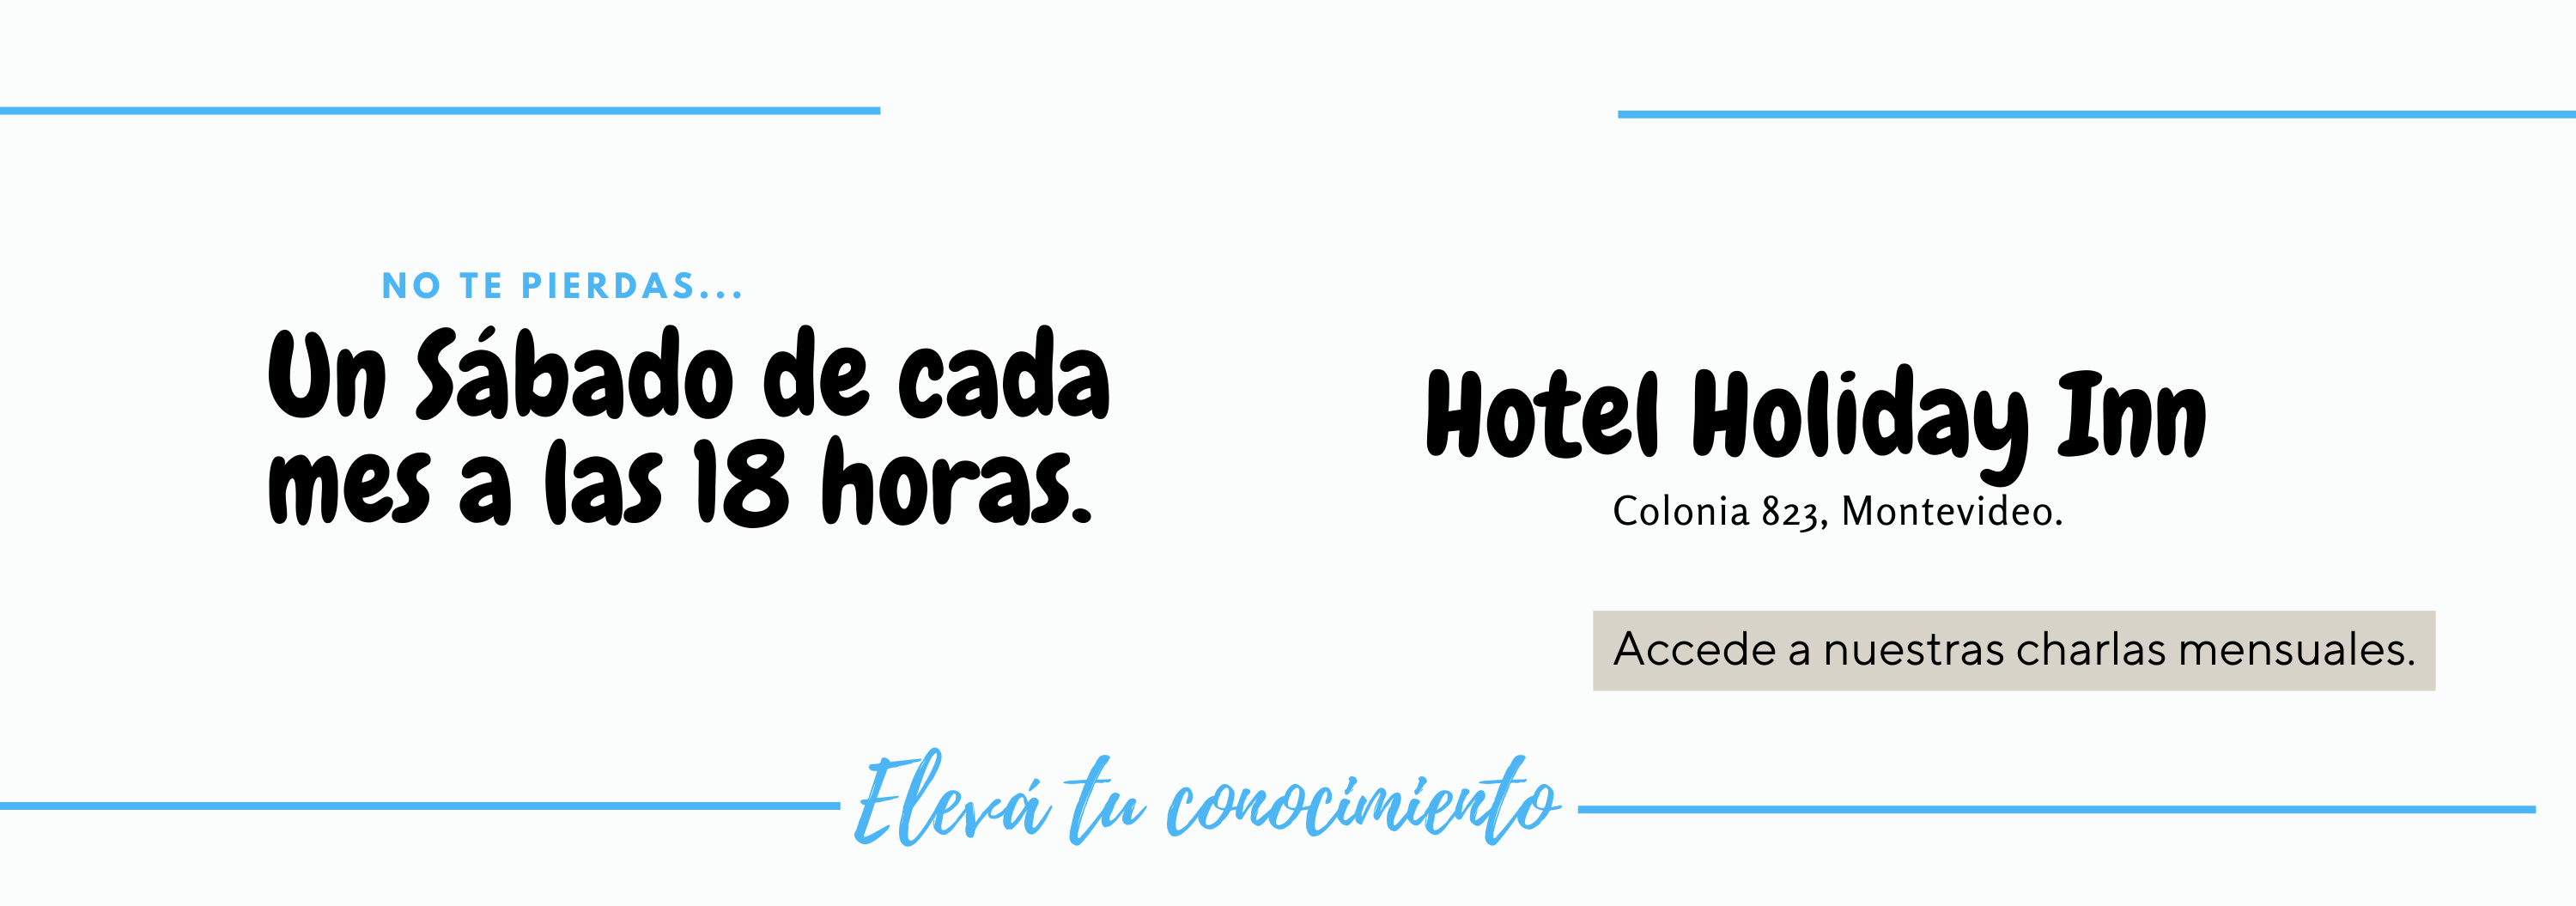 NO TE PIERDAS...
Un Sábado de cada
mes a las 18 horas.
Hotel Holiday Inn
Colonia 823, Montevideo.
Accede a nuestras charlas mensuales.
Elevá tu conocimiento